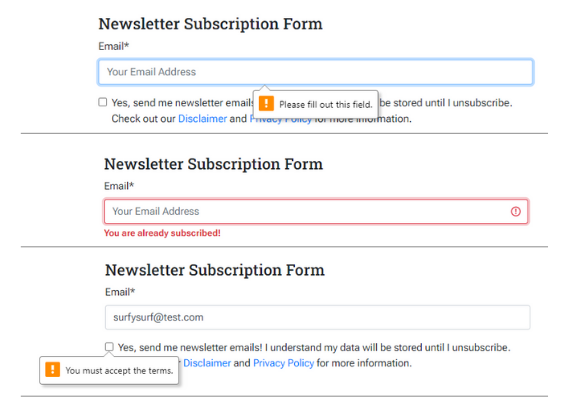 Newsletter Subscription Form
Email*
Your Email Address
Yes, send me newsletter emails be stored until I unsubscribe.
Please fill out this field.
Check out our Disclaimer and Privacy Policy for more information.
Newsletter Subscription Form
Email*
Your Email Address
You are already subscribed!
Newsletter Subscription Form
Email*
surfysurf@test.com
Yes, send me newsletter emails! I understand my data will be stored until I unsubscribe.
Disclaimer and Privacy Policy for more information.
You must accept the terms.